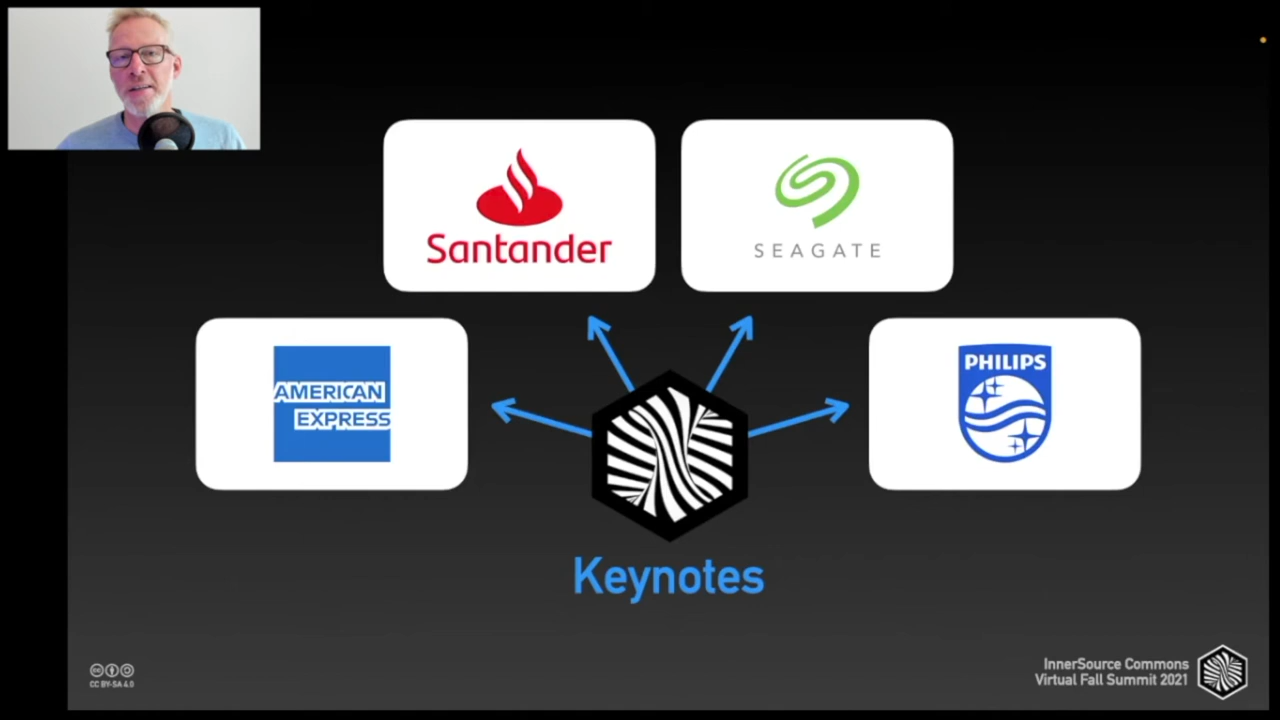 Santander
SEAGATE
AMERICAN
EXPRESS
PHILIPS
Keynotes
CC BY-SA 4.0
InnerSource Commons
Virtual Fall Summit 2021